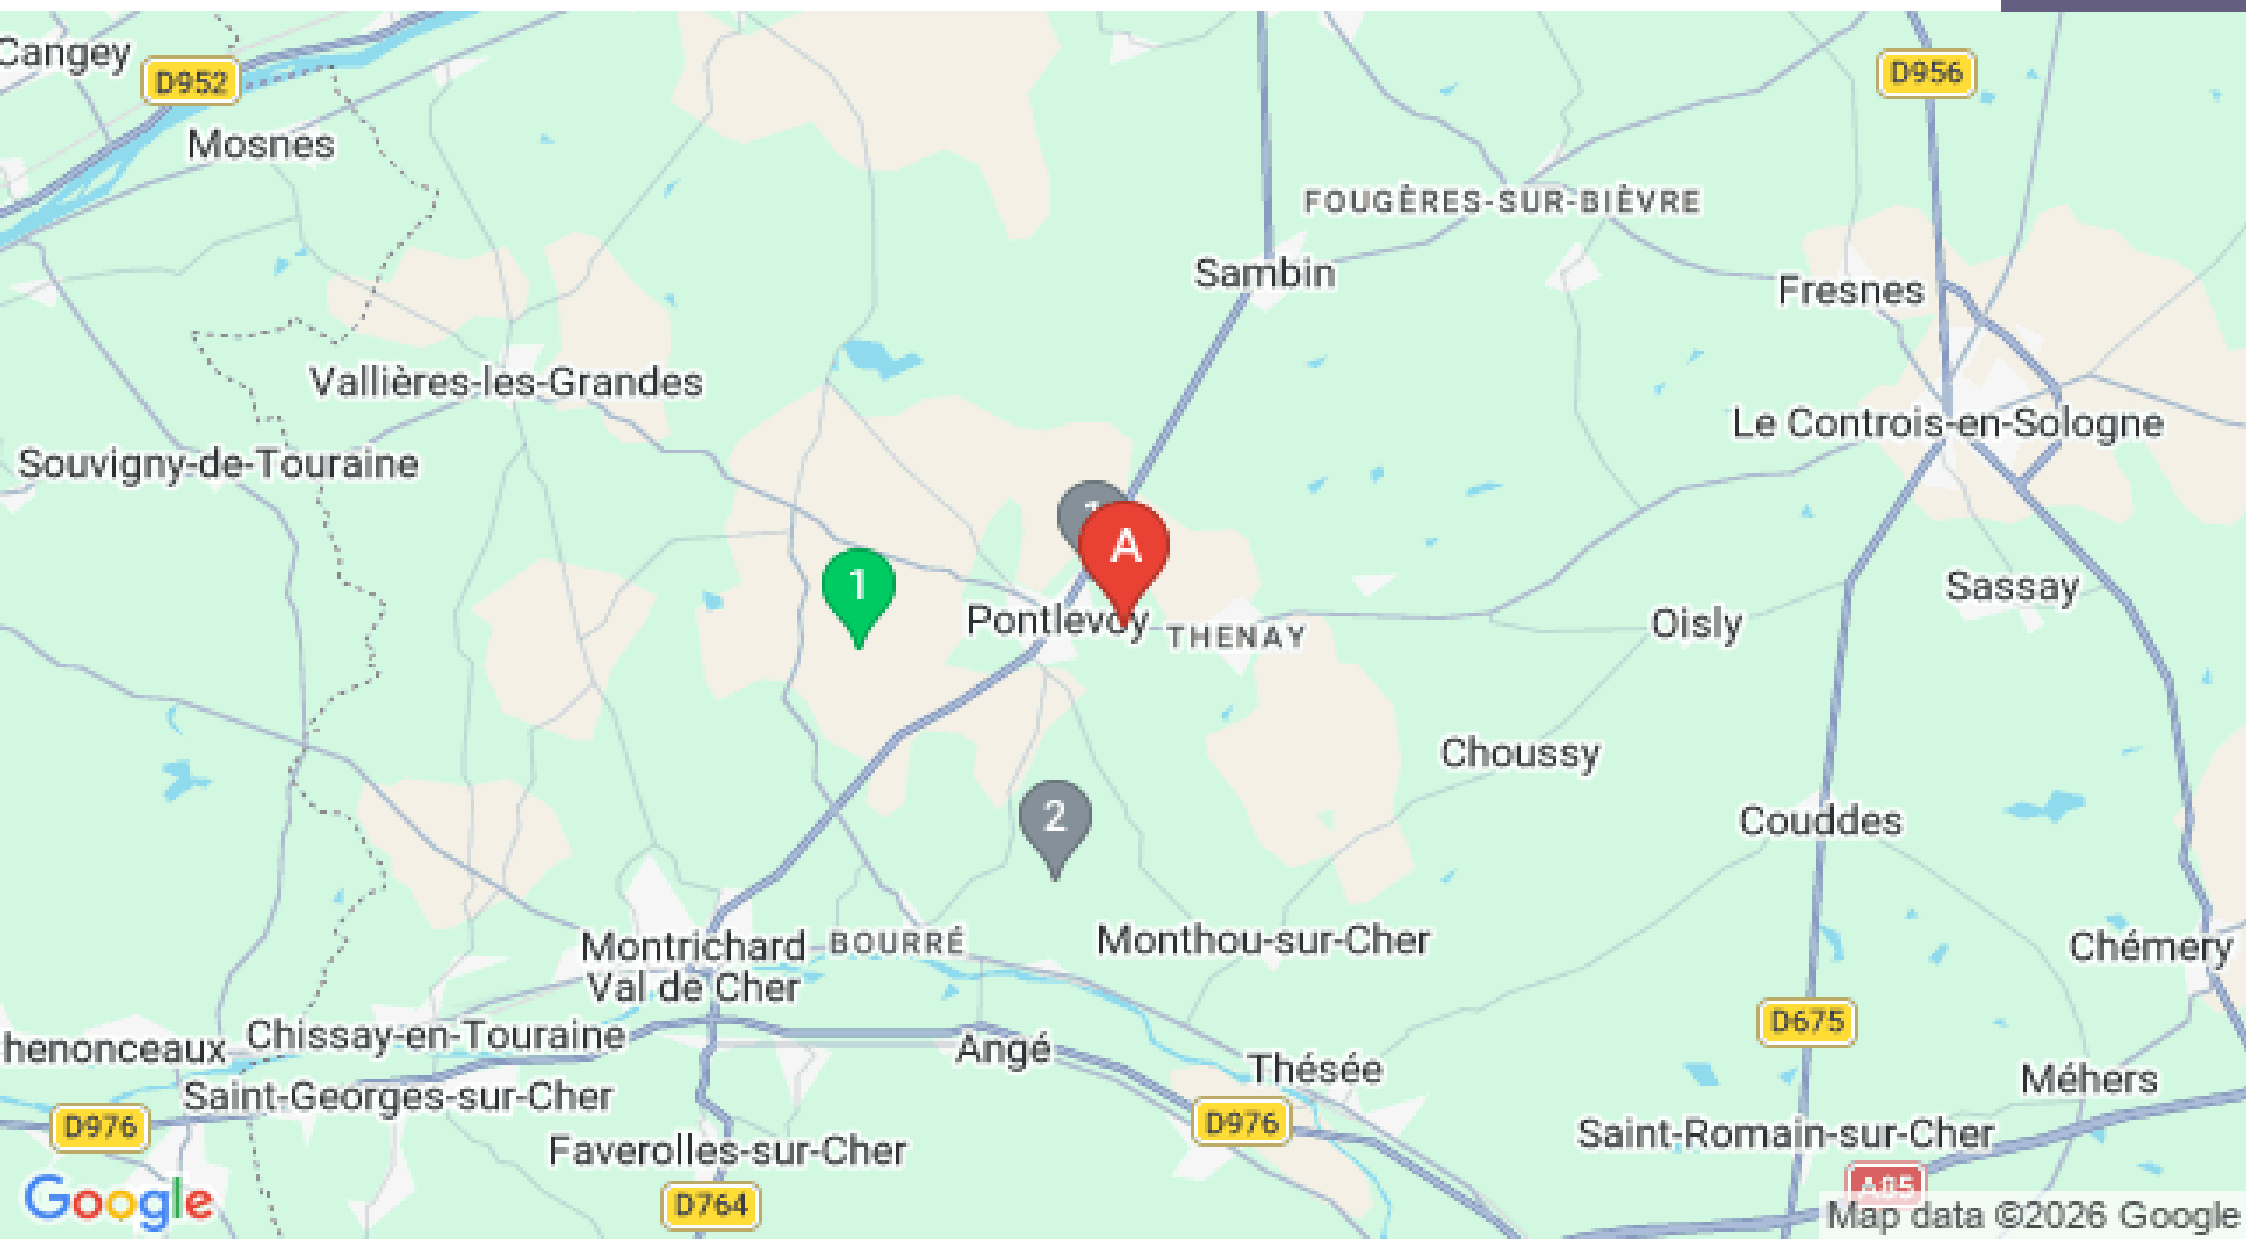 Cangey
D952
D956
Mosnes
FOUGÈRES-SUR-BIÈVRE
Sambin
Fresnes
Vallières-les-Grandes
Le Controis-en-Sologne
Souvigny-de-Touraine
A
1
Sassay
Pontlevoy
THENAY
Oisly
Choussy
2
Couddes
Montrichard
Val de Cher
BOURRÉ
Monthou-sur-Cher
Chémery
D675
henonceaux
Chissay-en-Touraine
Angé
Thésée
Méhers
Saint-Georges-sur-Cher
D976
D976
Saint-Romain-sur-Cher
Faverolles-sur-Cher
A85
Google
D764
Map data ©2026 Google